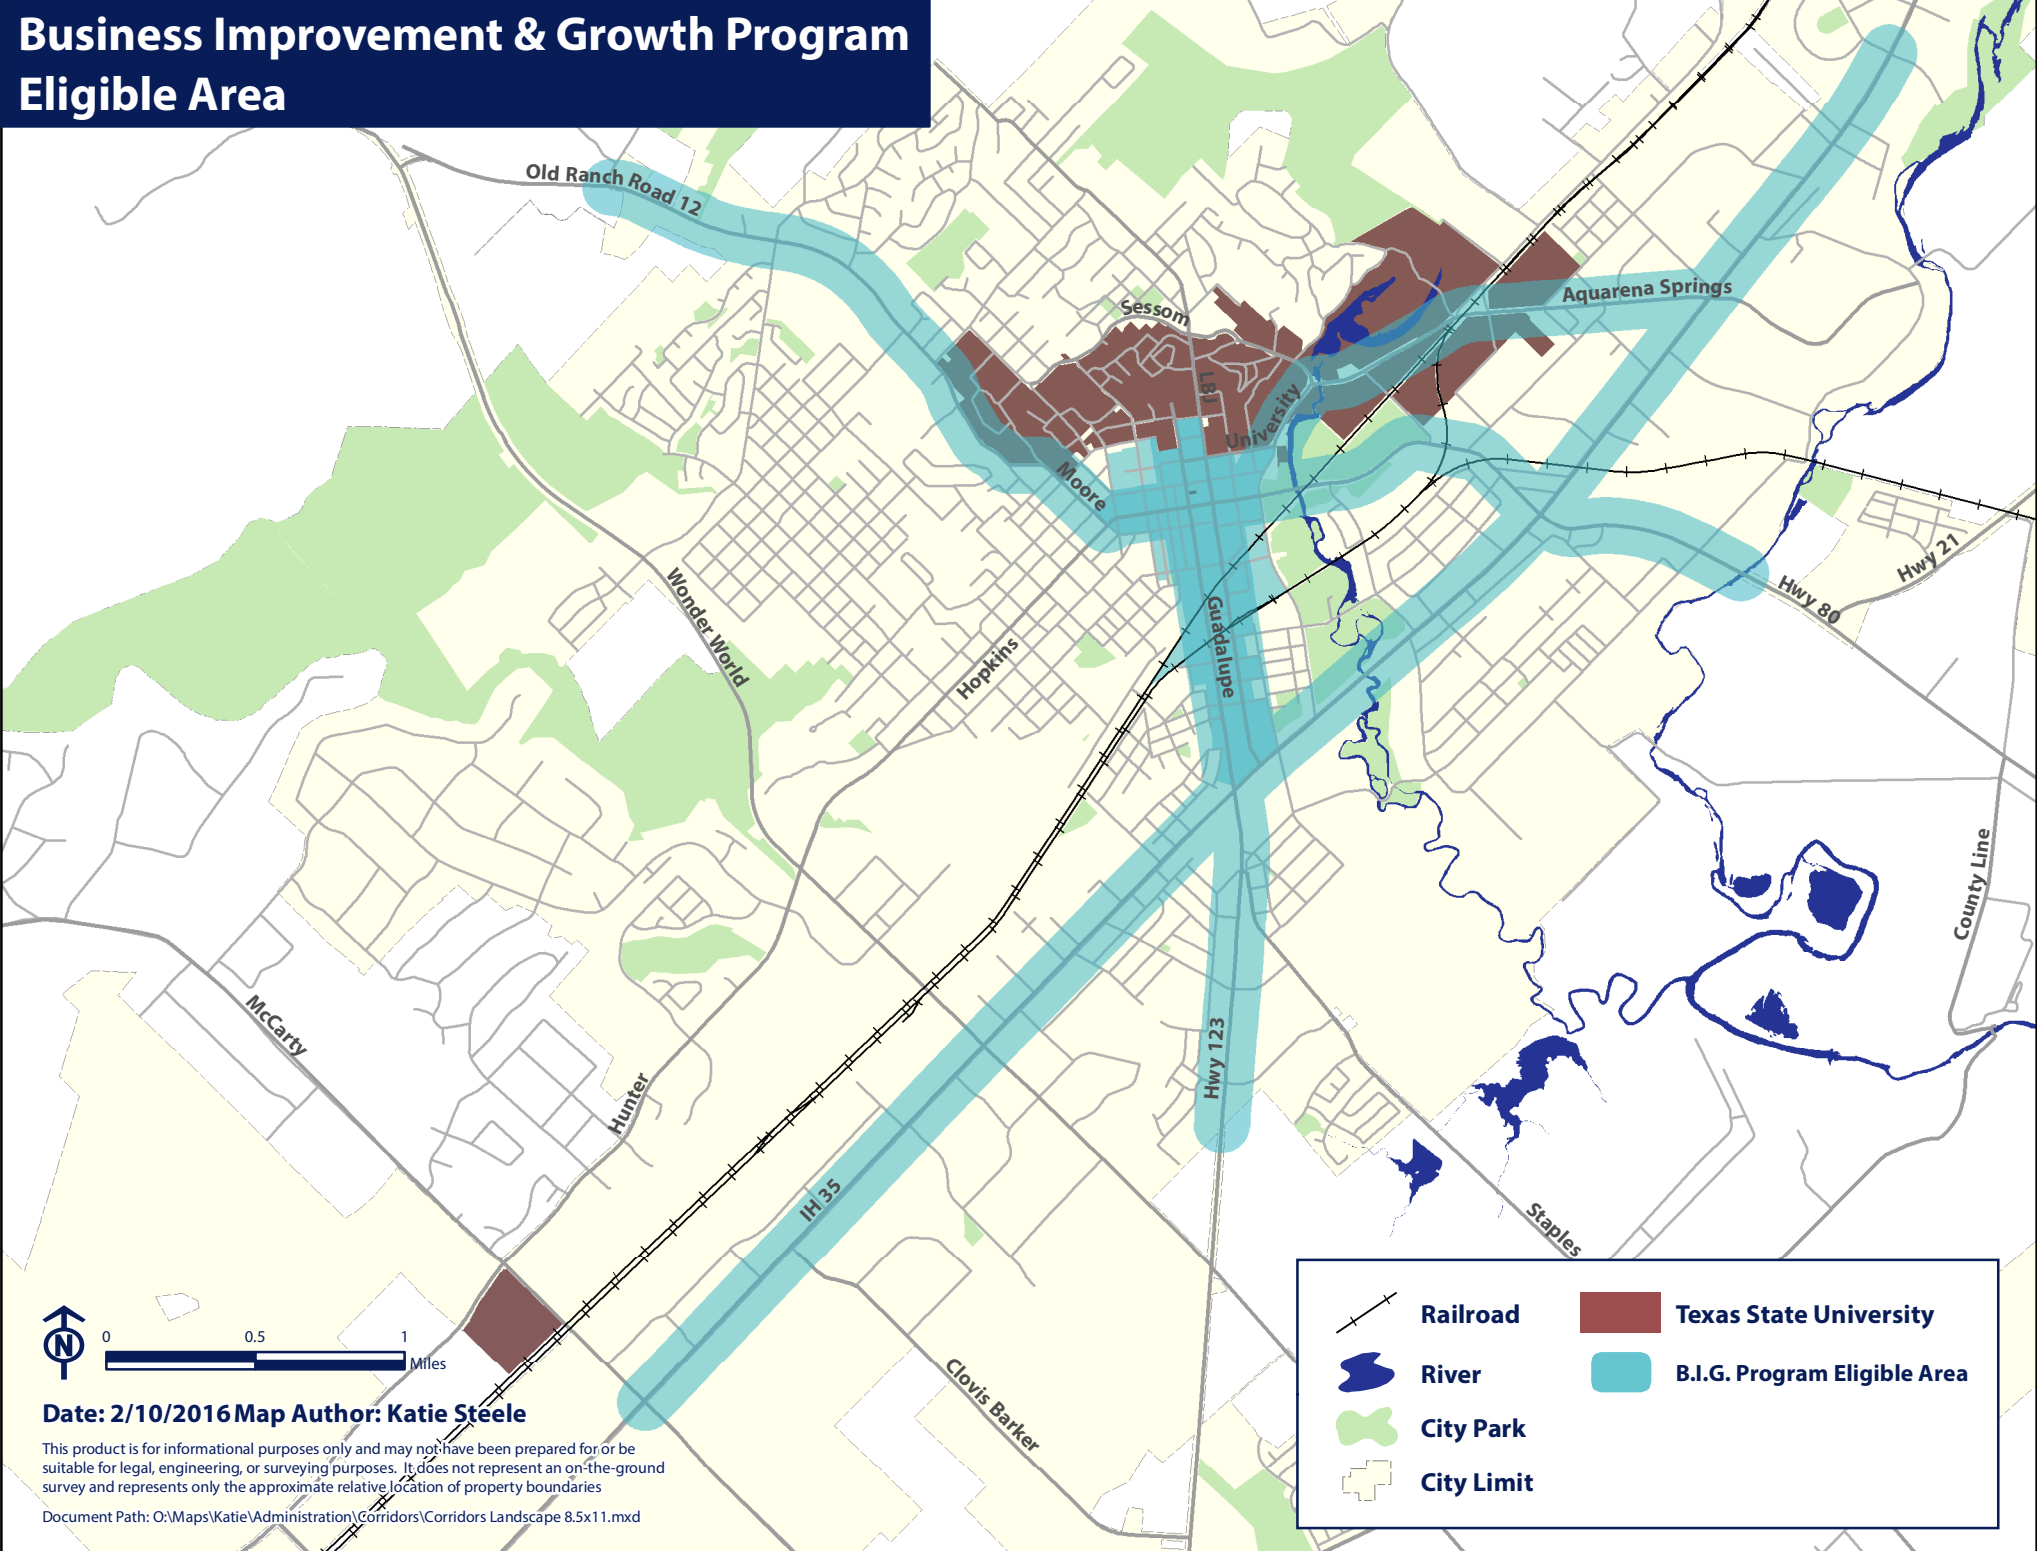 Business Improvement & Growth Program
Eligible Area
Old Ranch Road 12
Sessom
LBJ
University
Aquarena Springs
Moore
Guadalupe
Wonder World
Hopkins
Hwy 21
Hwy 80
County Line
McCarty
Hunter
Hwy 123
IH 35
Staples
Clovis Barker
N
0 0.5 1
Miles
Date: 2/10/2016 Map Author: Katie Steele
This product is for informational purposes only and may not have been prepared for or be
suitable for legal, engineering, or surveying purposes. It does not represent an on-the-ground
survey and represents only the approximate relative location of property boundaries
Document Path: O:\Maps\Katie\Administration\Corridors\Corridors Landscape 8.5x11.mxd
Railroad
River
City Park
City Limit
Texas State University
B.I.G. Program Eligible Area